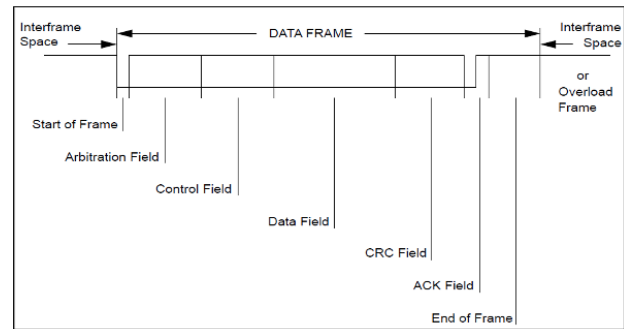 Interframe
Space
DATA FRAME
Interframe
Space
or
Overload
Frame
Start of Frame
Arbitration Field
Control Field
Data Field
CRC Field
ACK Field
End of Frame